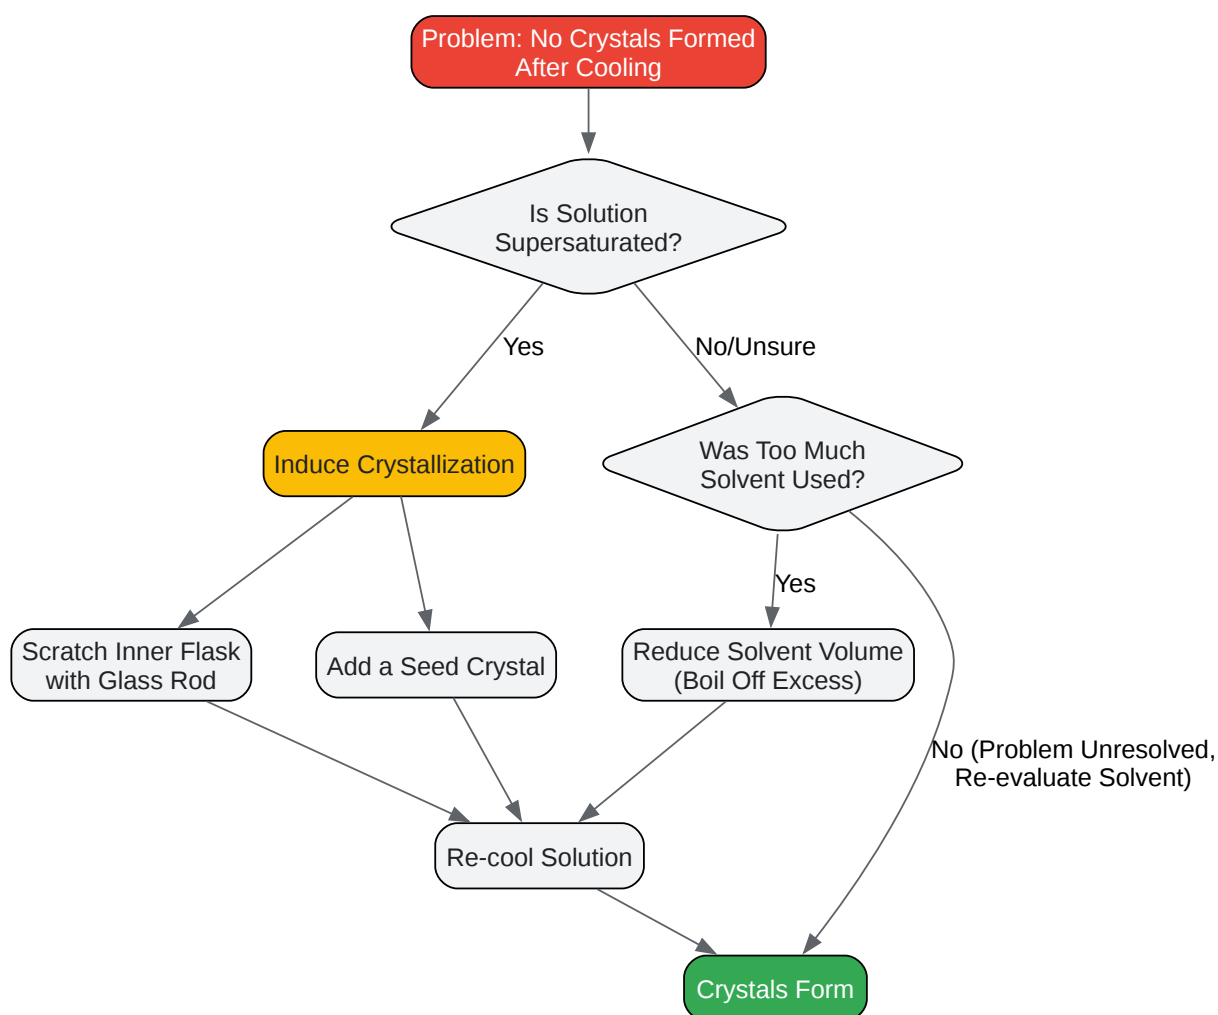 Problem: No Crystals Formed
After Cooling
Is Solution
Supersaturated?
Yes
No/Unsure
Induce Crystallization
Was Too Much
Solvent Used?
Yes
Scratch Inner Flask
with Glass Rod
Add a Seed Crystal
Reduce Solvent Volume
(Boil Off Excess)
No (Problem Unresolved,
Re-evaluate Solvent)
Re-cool Solution
Crystals Form